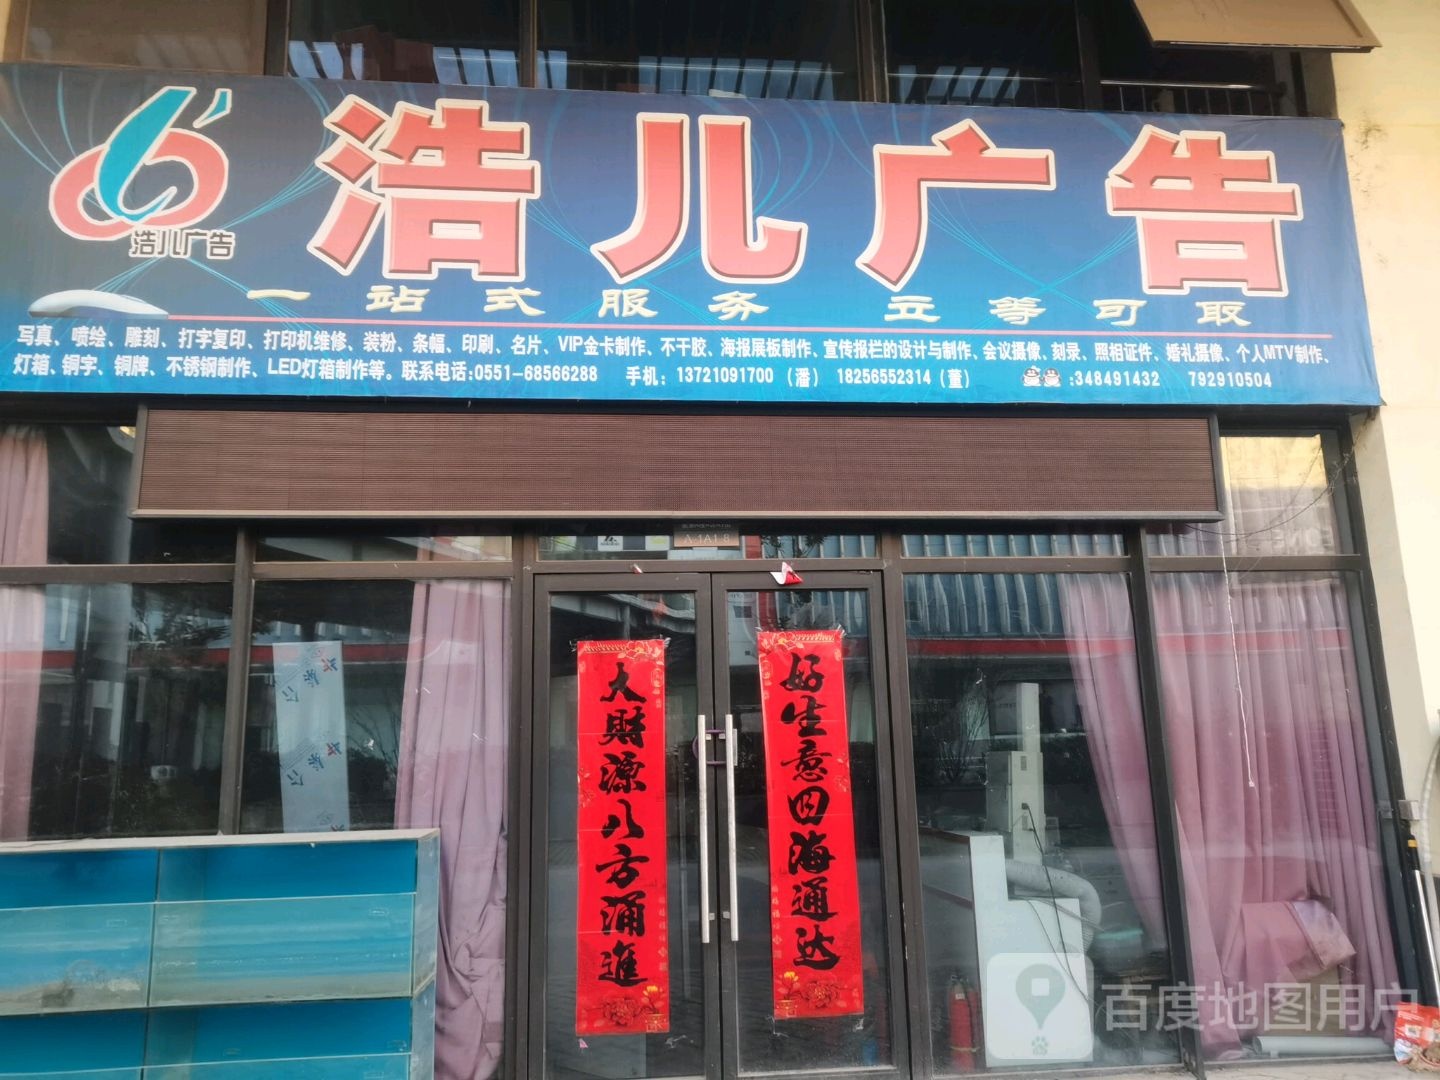 浩儿广告
浩儿广告
一站式服务 立等可取
写真、喷绘、雕刻、打字复印、打印机维修、装粉、条幅、印刷、名片、VIP金卡制作、不干胶、海报展板制作、宣传报栏的设计与制作、会议摄像、刻录、照相证件、婚礼摄像、个人MTV制作、
灯箱、铜字、铜牌、不锈钢制作、LED灯箱制作等。联系电话:0551-68566288 手机：13721091700（潘） 18256552314（董） :348491432 792910504
A-1A1-8
好生意四海通达
大财源八方涌進
百度地图用户